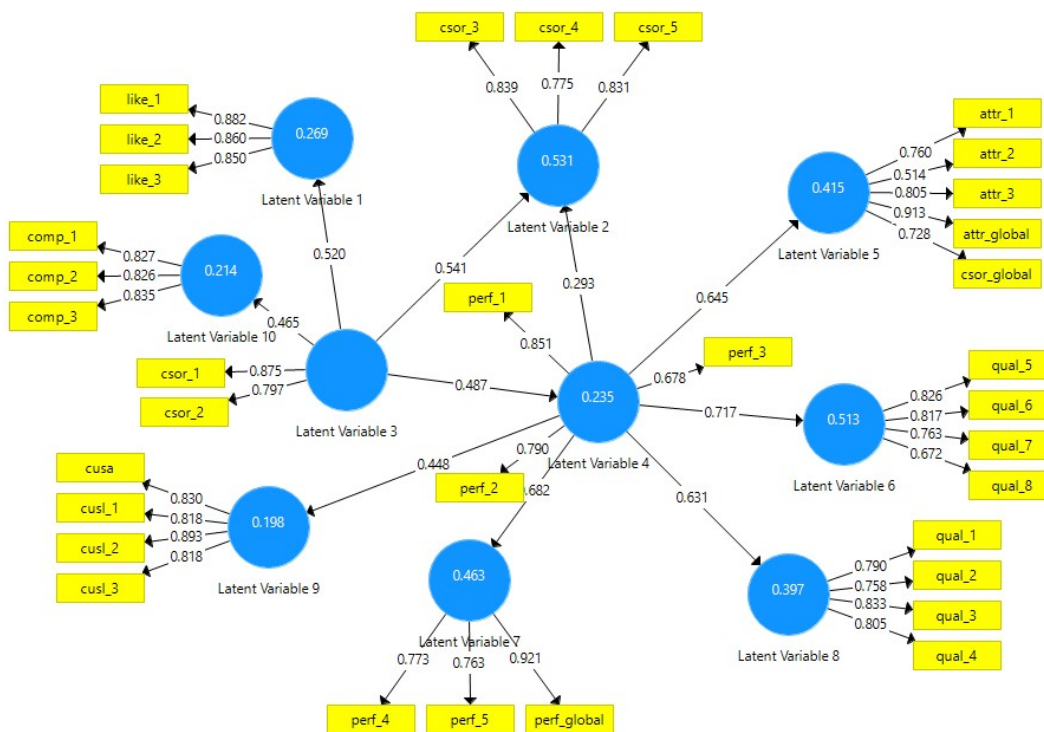 csor_3
csor_4
csor_5
0.839
0.775
0.831
like_1
like_2
like_3
0.882
0.860
0.850
0.269
Latent Variable 1
0.531
Latent Variable 2
attr_1
attr_2
attr_3
attr_global
csor_global
0.760
0.514
0.805
0.913
0.728
0.415
Latent Variable 5
comp_1
comp_2
comp_3
0.827
0.826
0.835
0.214
Latent Variable 10
0.520
0.541
0.293
0.645
0.465
perf_1
0.851
perf_3
0.678
csor_1
csor_2
0.875
0.797
Latent Variable 3
0.487
0.235
Latent Variable 4
0.717
0.513
Latent Variable 6
0.826
0.817
0.763
0.672
qual_5
qual_6
qual_7
qual_8
0.448
0.790
perf_2
0.682
0.631
cusa
cusl_1
cusl_2
cusl_3
0.830
0.818
0.893
0.818
0.198
Latent Variable 9
0.463
Latent Variable 7
0.773
0.763
0.921
perf_4
perf_5
perf_global
0.397
Latent Variable 8
0.790
0.758
0.833
0.805
qual_1
qual_2
qual_3
qual_4